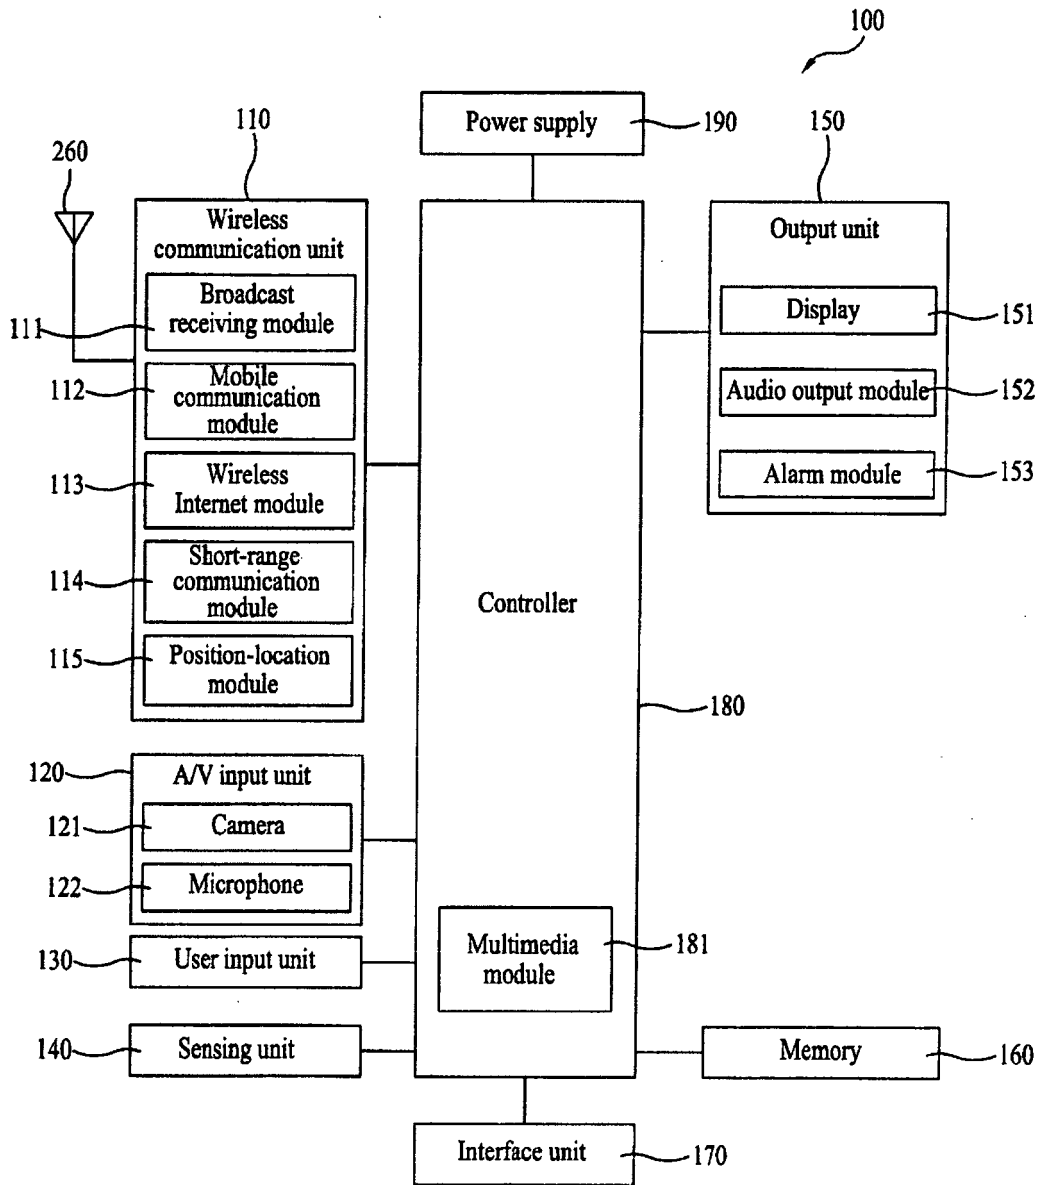 100
Power supply
190
110
150
260
Wireless
communication unit
Output unit
Broadcast
receiving module
111
Display
151
Mobile
communication
module
112
Audio output module
152
Wireless
Internet module
113
Alarm module
153
Short-range
communication
module
114
Controller
Position-location
module
115
180
120
A/V input unit
121
Camera
122
Microphone
Multimedia
module
181
130
User input unit
140
Sensing unit
Memory
160
Interface unit
170